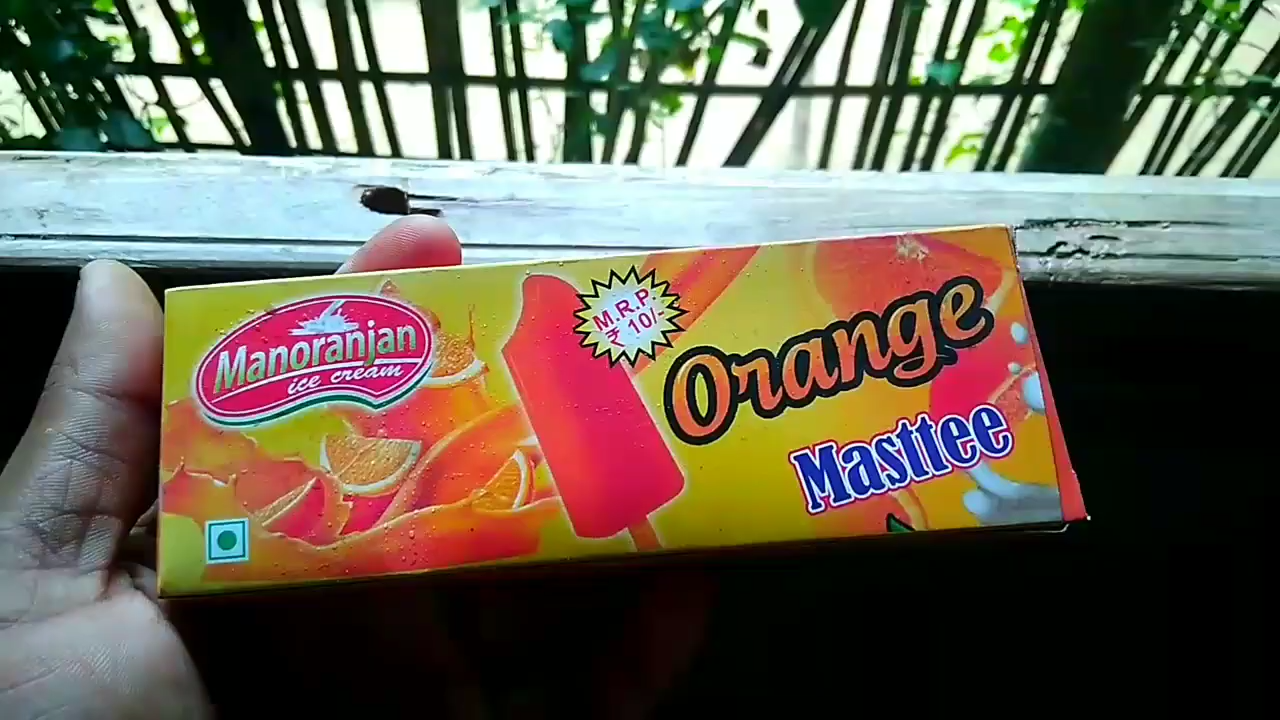 Manoranjan
ice cream
M.R.P.
₹ 10/-
Orange
Masttee